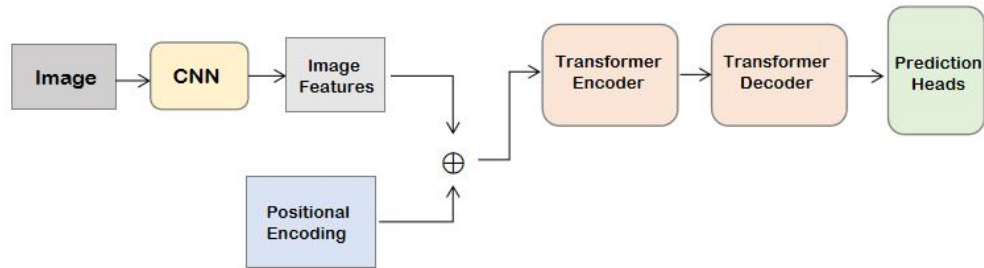 Image
CNN
Image
Features
Positional
Encoding
Transformer
Encoder
Transformer
Decoder
Prediction
Heads